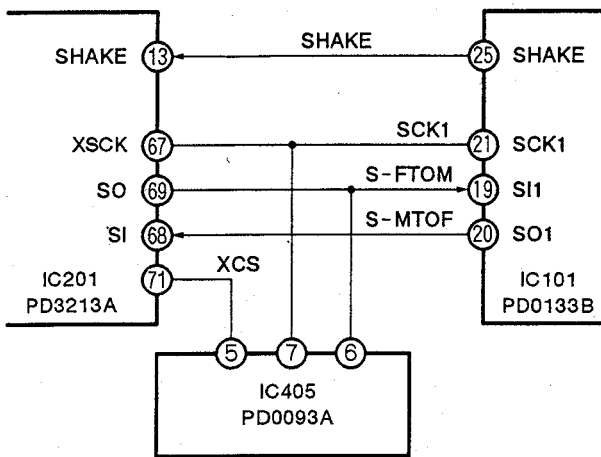 SHAKE 13 SHAKE 25 SHAKE
XSCK 67 SCK1 21 SCK1
SO 69 S-FTOM 19 SI1
SI 68 S-MTOF 20 SO1
71 XCS
IC201
PD3213A
IC101
PD0133B
5 7 6
IC405
PD0093A